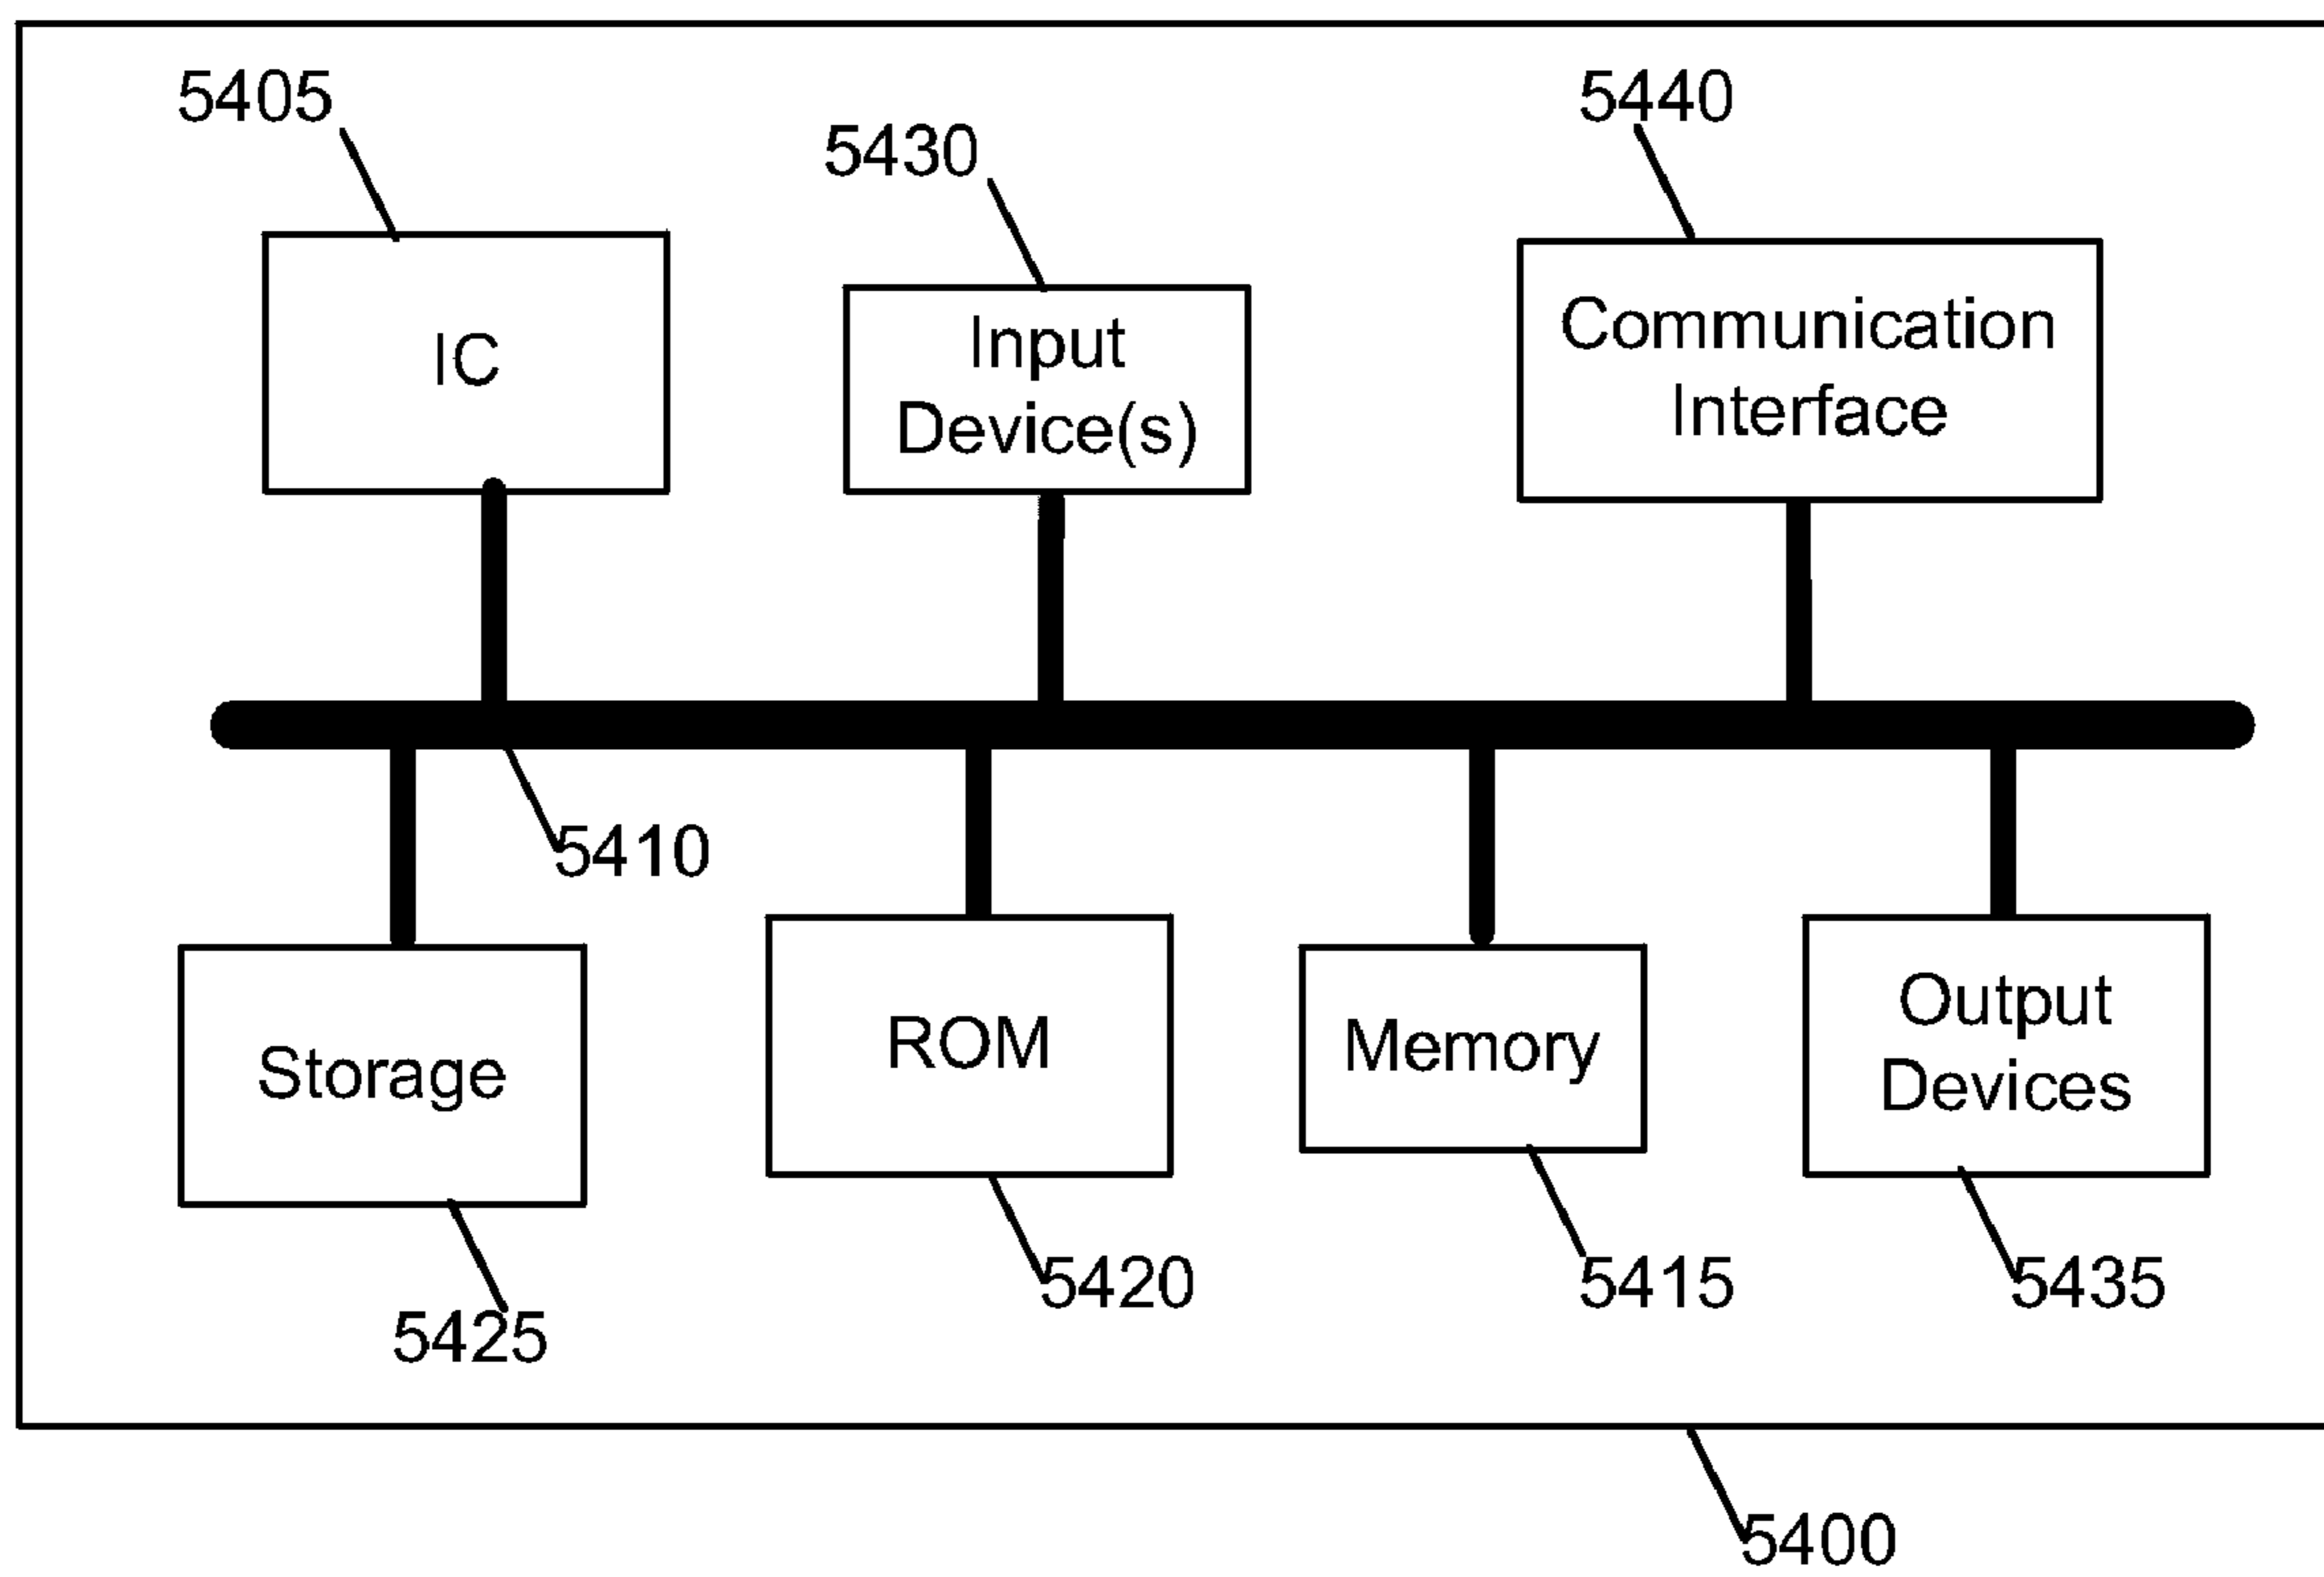 5405
5430
5440
IC
Input
Device(s)
Communication
Interface
5410
Storage
ROM
Memory
Output
Devices
5425
5420
5415
5435
5400